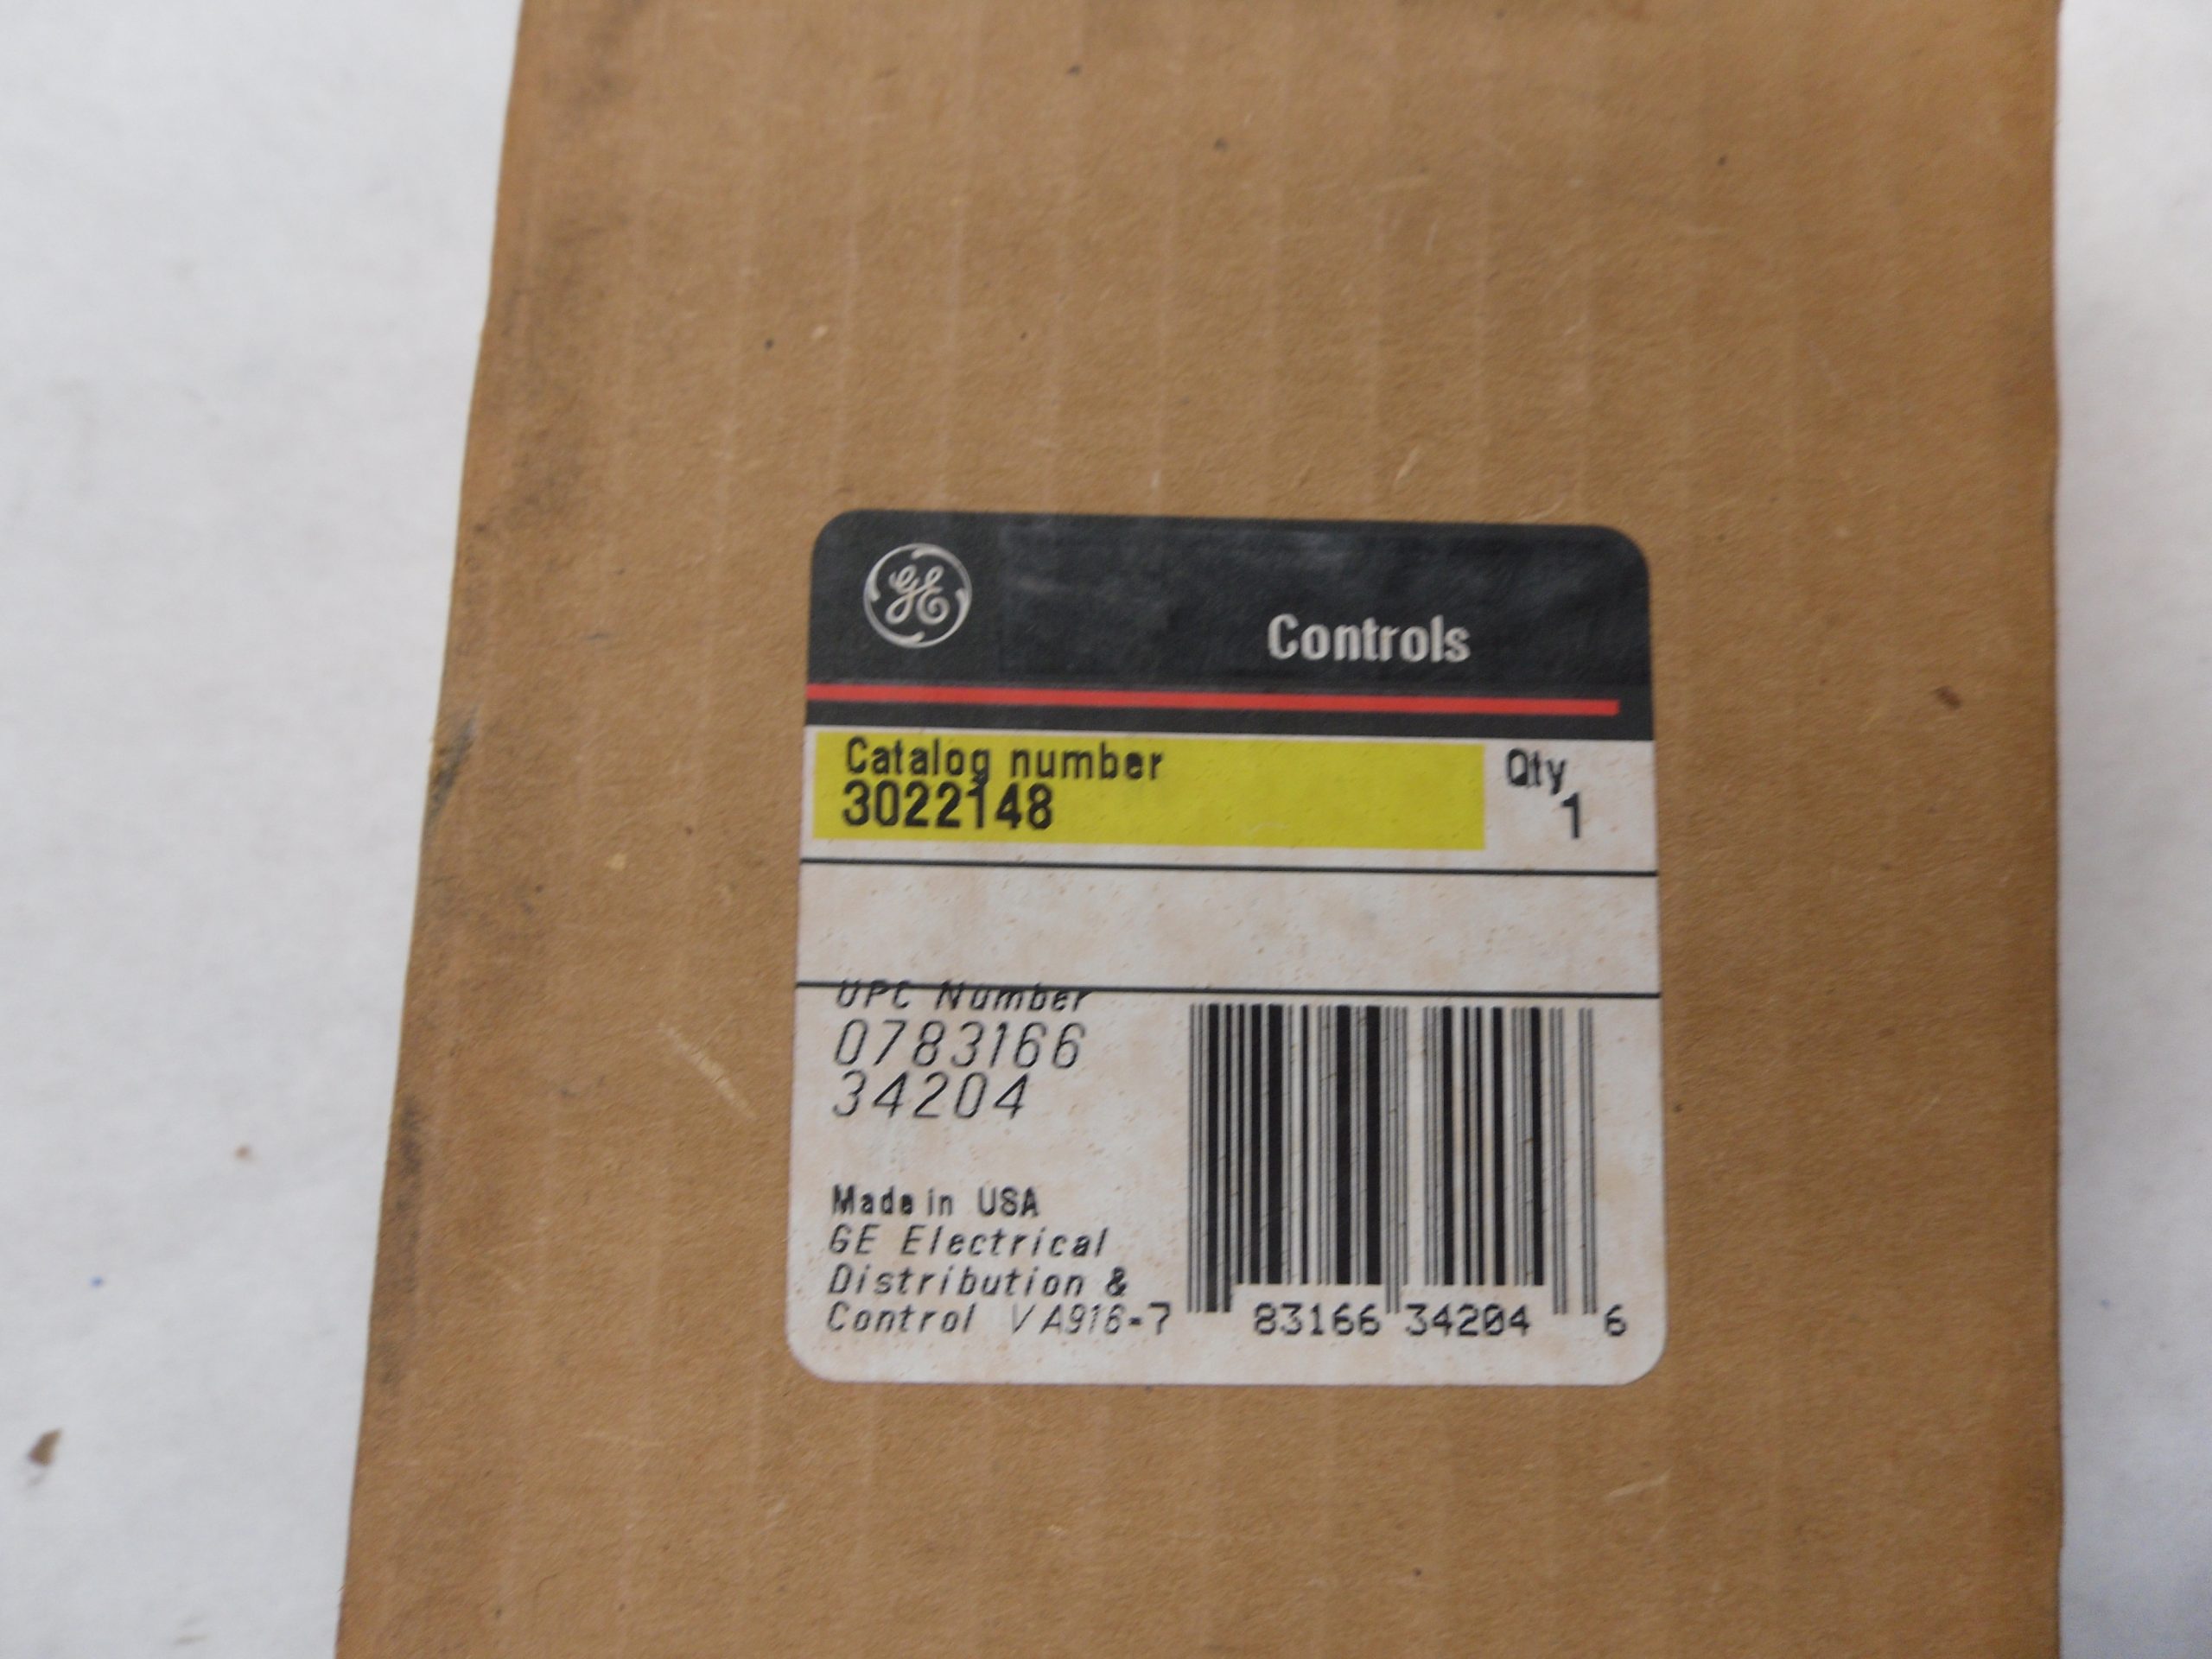 GE
Controls
Catalog number
Qty
3022148
1
UPC Number
0783166
34204
Made in USA
GE Electrical
Distribution &
Control VA916-7
83166 34204 6